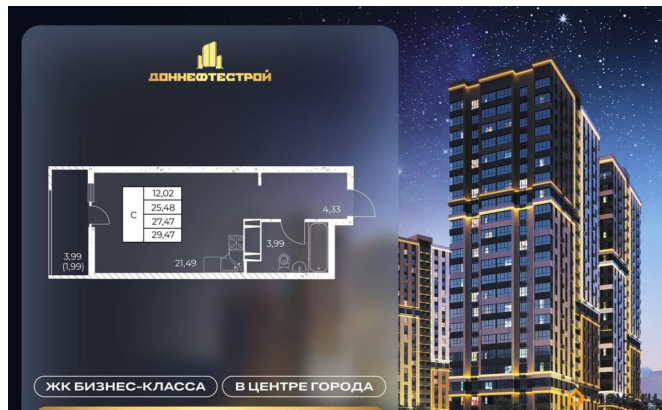 ДОННЕФТЕСТРОЙ
12,02
С
25,48
27,47
29,47
4,33
3,99
3,99
(1,99)
21,49
ЖК БИЗНЕС-КЛАССА
В ЦЕНТРЕ ГОРОДА